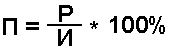 П = Р / И * 100%